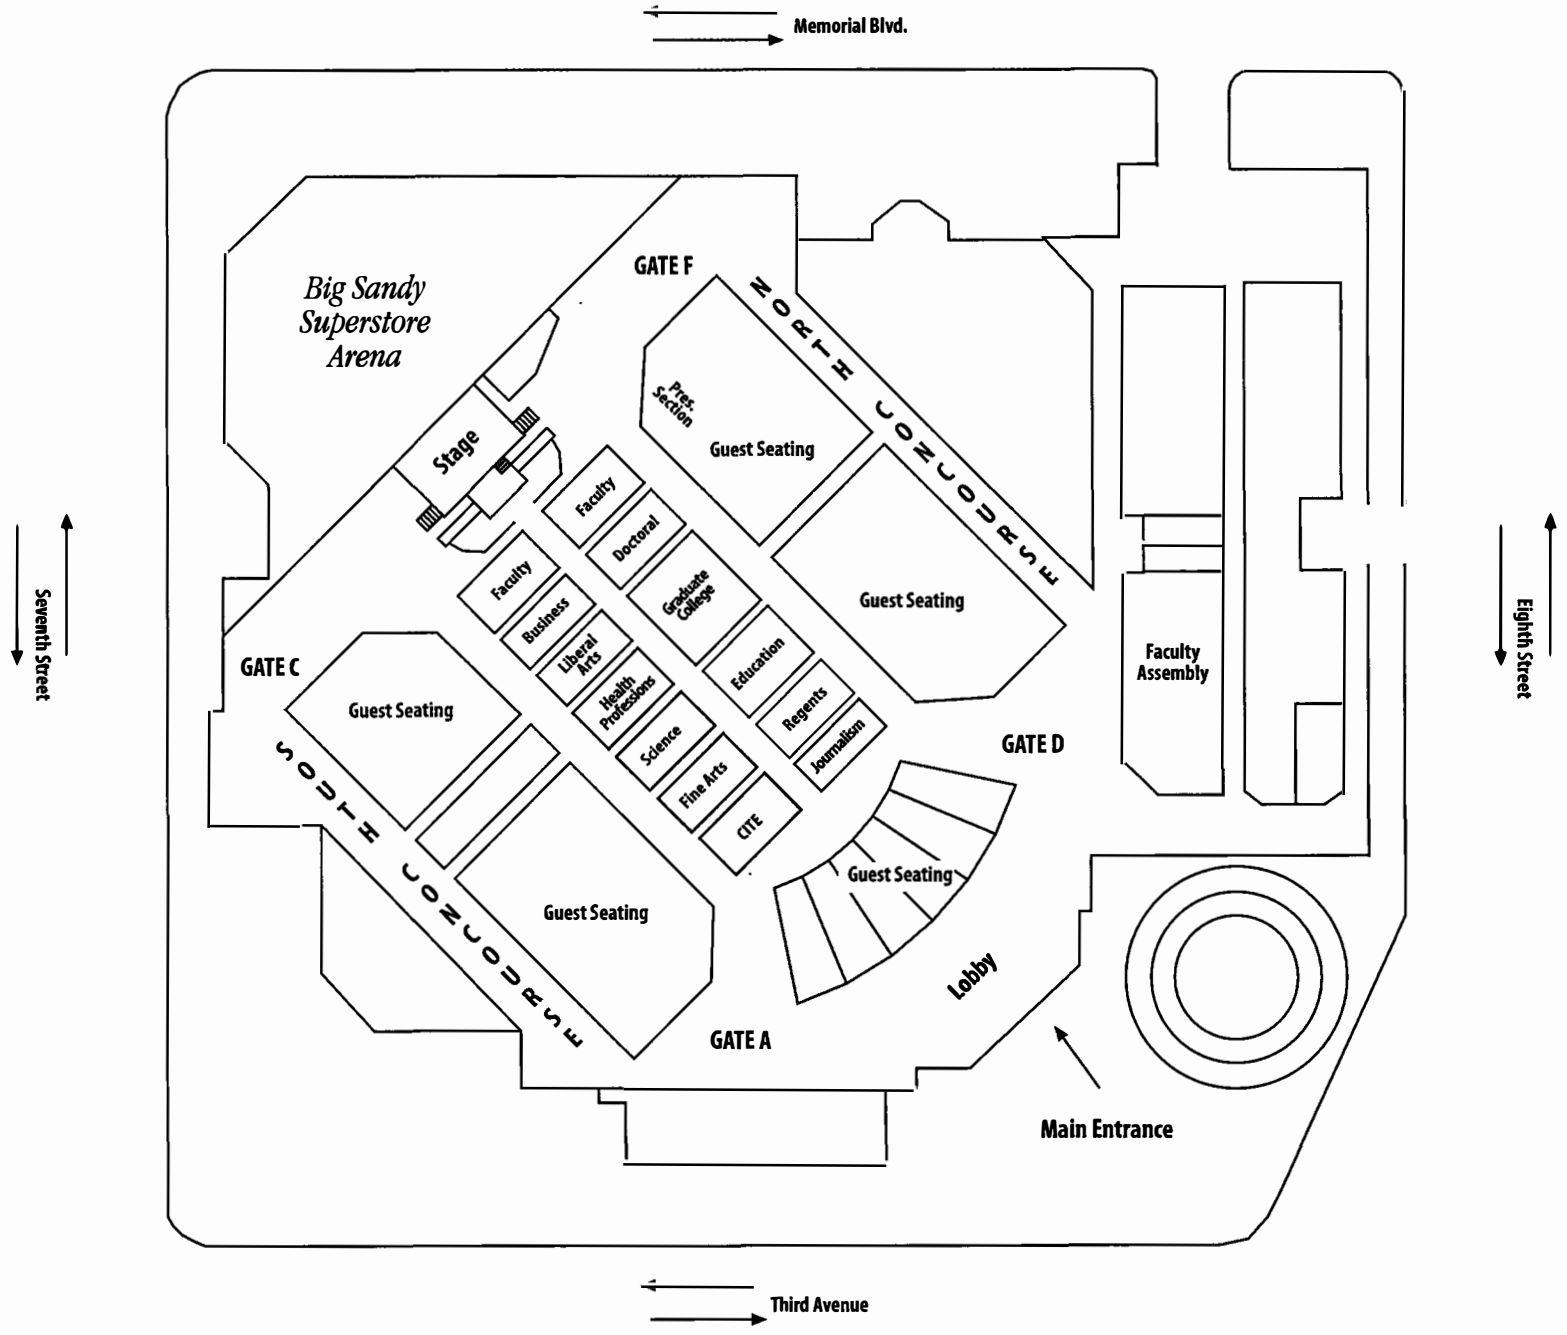 Memorial Blvd.
GATE F
Big Sandy
Superstore
Arena
NORTH CONCOURSE
Pres.
Section
Guest Seating
Stage
Faculty
Doctoral
Graduate
College
Education
Regents
Journalism
Faculty
Business
Liberal
Arts
Health
Professions
Science
Fine Arts
CITE
Guest Seating
Faculty
Assembly
Seventh Street
Eighth Street
GATE C
Guest Seating
SOUTH CONCOURSE
Guest Seating
GATE D
Guest Seating
Lobby
GATE A
Main Entrance
Third Avenue